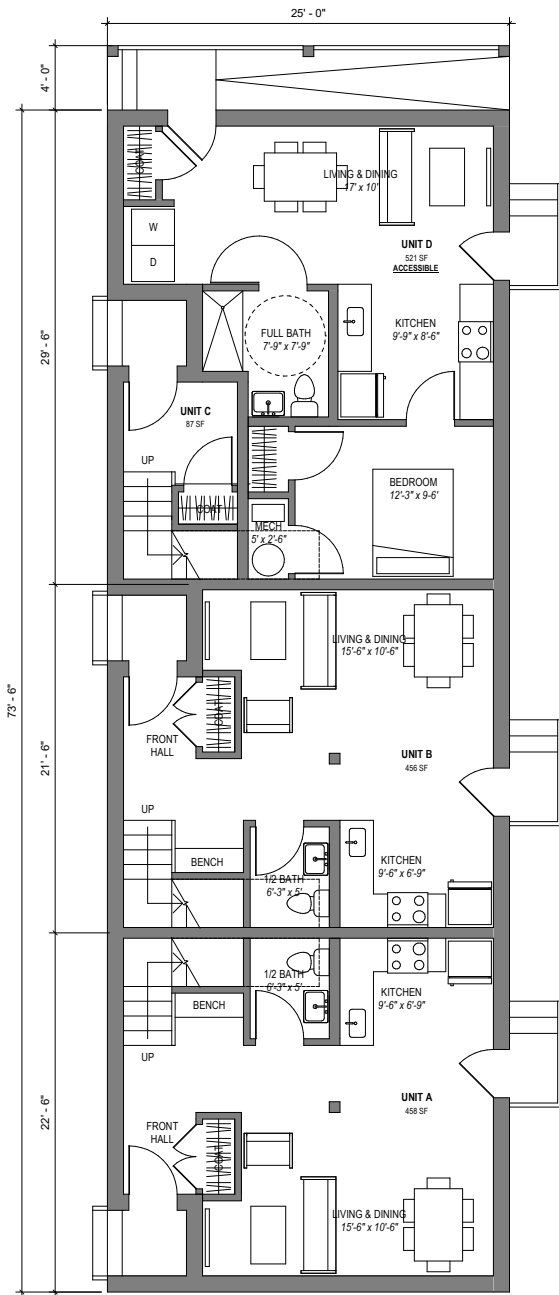 25' - 0"
4' - 0"
COAT
LIVING & DINING
17' x 10'
W
D
UNIT D
521 SF
ACCESSIBLE
29' - 6"
FULL BATH
7'-9" x 7'-9"
KITCHEN
9'-9" x 8'-6"
UNIT C
87 SF
UP
COAT
BEDROOM
12'-3" x 9-6'
MECH
5' x 2'-6"
73' - 6"
21' - 6"
LIVING & DINING
15'-6" x 10'-6"
COAT
FRONT
HALL
UNIT B
456 SF
UP
BENCH
1/2 BATH
6'-3" x 5'
KITCHEN
9'-6" x 6'-9"
22' - 6"
1/2 BATH
6'-3" x 5'
KITCHEN
9'-6" x 6'-9"
BENCH
UP
UNIT A
458 SF
FRONT
HALL
COAT
LIVING & DINING
15'-6" x 10'-6"